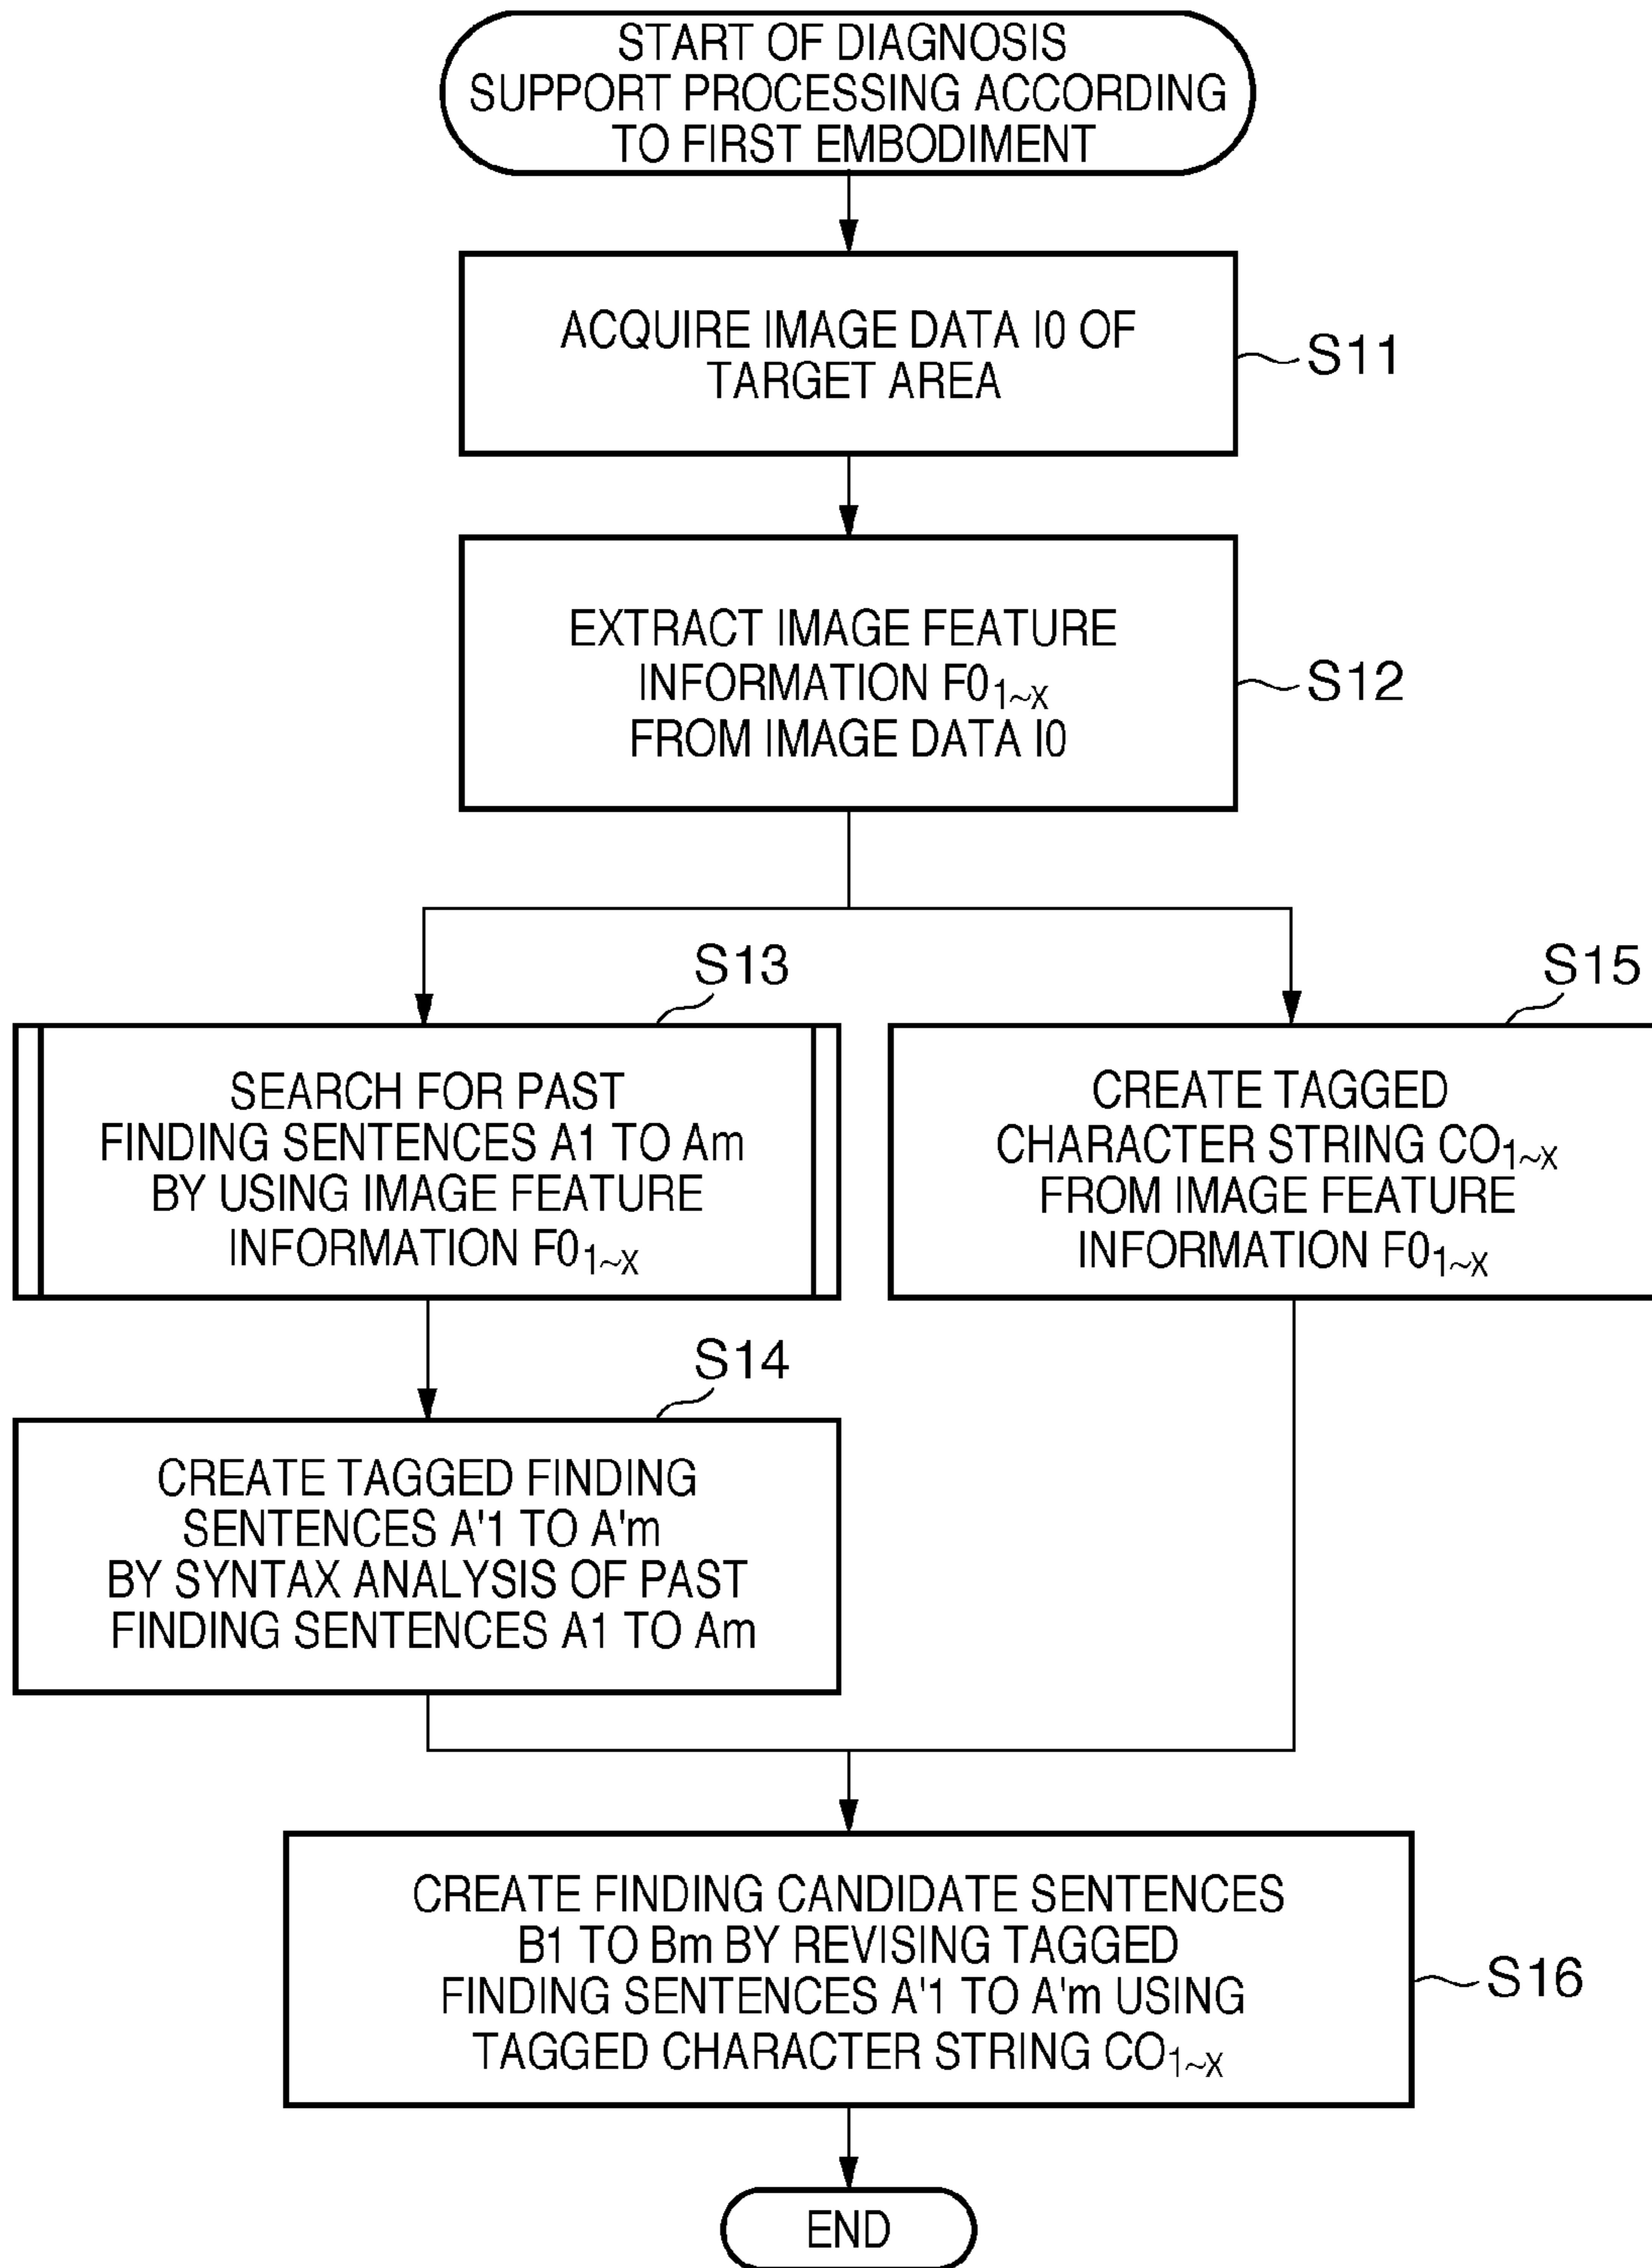 START OF DIAGNOSIS
SUPPORT PROCESSING ACCORDING
TO FIRST EMBODIMENT
ACQUIRE IMAGE DATA I0 OF
TARGET AREA
S11
EXTRACT IMAGE FEATURE
INFORMATION F0₁~ₓ
FROM IMAGE DATA I0
S12
S13
SEARCH FOR PAST
FINDING SENTENCES A1 TO Am
BY USING IMAGE FEATURE
INFORMATION F0₁~ₓ
S15
CREATE TAGGED
CHARACTER STRING CO₁~ₓ
FROM IMAGE FEATURE
INFORMATION F0₁~ₓ
S14
CREATE TAGGED FINDING
SENTENCES A'1 TO A'm
BY SYNTAX ANALYSIS OF PAST
FINDING SENTENCES A1 TO Am
CREATE FINDING CANDIDATE SENTENCES
B1 TO Bm BY REVISING TAGGED
FINDING SENTENCES A'1 TO A'm USING
TAGGED CHARACTER STRING CO₁~ₓ
S16
END